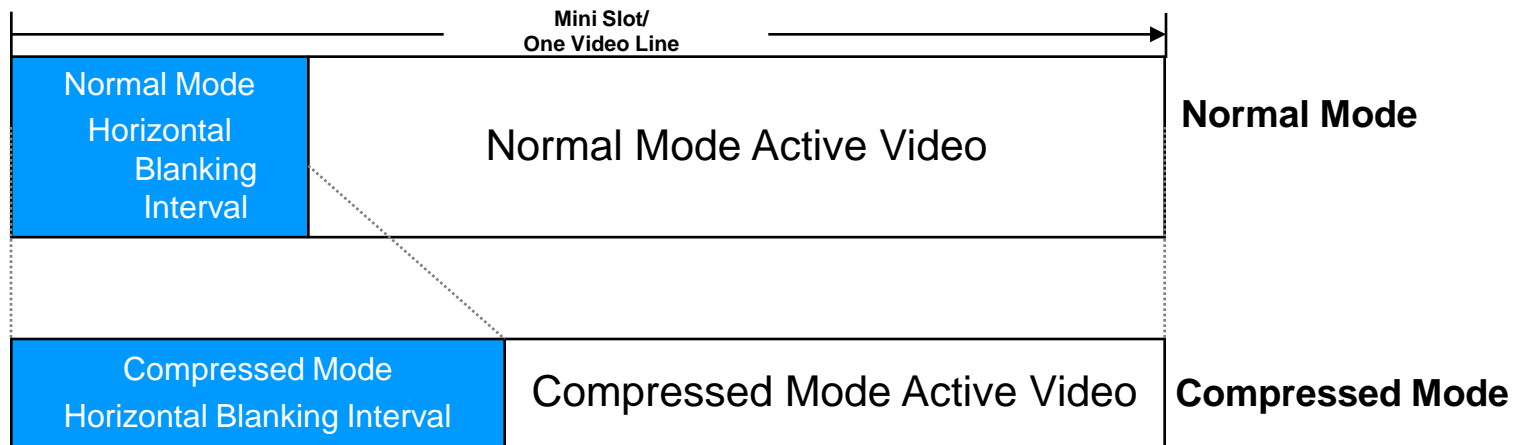 Mini Slot/
One Video Line
Normal Mode
Horizontal
Blanking
Interval
Normal Mode Active Video
Normal Mode
Compressed Mode
Horizontal Blanking Interval
Compressed Mode Active Video
Compressed Mode